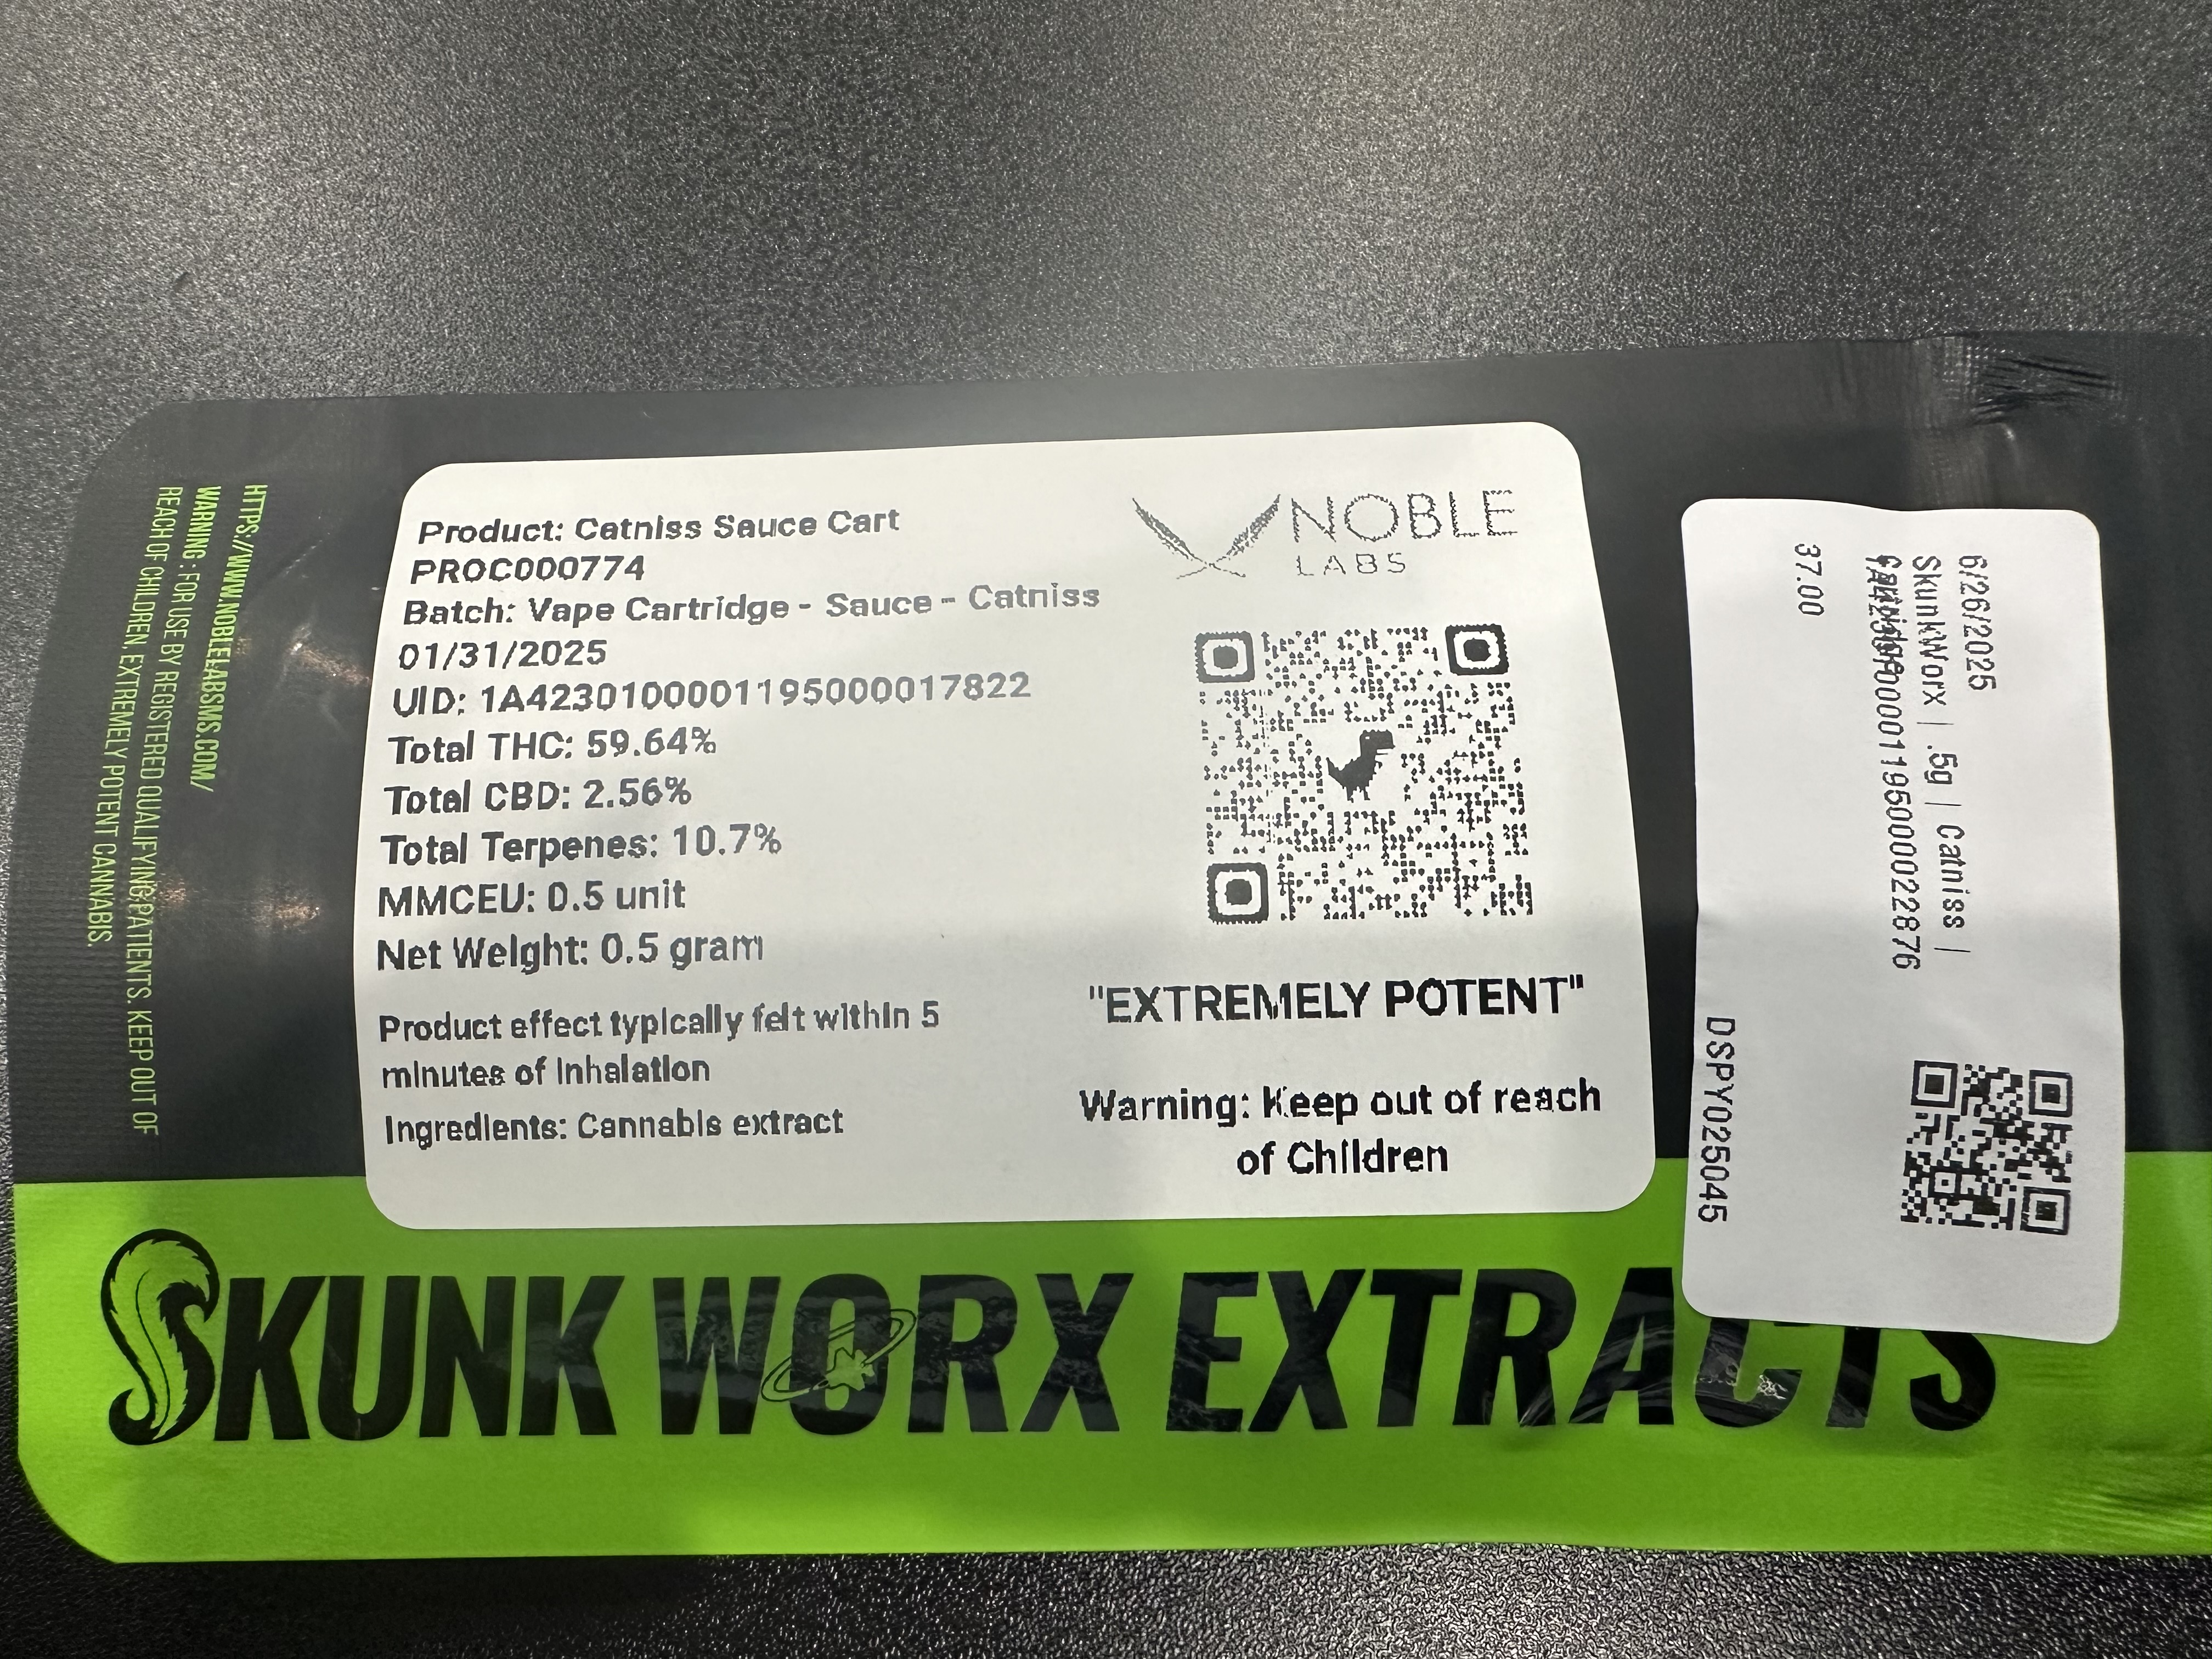 Product: Catniss Sauce Cart
PROC000774
Batch: Vape Cartridge - Sauce - Catniss
01/31/2025
UID: 1A4230100001195000017822
Total THC: 59.64%
Total CBD: 2.56%
Total Terpenes: 10.7%
MMCEU: 0.5 unit
Net Weight: 0.5 gram
Product effect typically felt within 5
minutes of inhalation
Ingredients: Cannabis extract
NOBLE
LABS
"EXTREMELY POTENT"
Warning: Keep out of reach
of Children
HTTPS://WWW.NOBLELABSMS.COM/
WARNING : FOR USE BY REGISTERED QUALIFYING PATIENTS. KEEP OUT OF
REACH OF CHILDREN. EXTREMELY POTENT CANNABIS.
6/26/2025
SkunkWorx | .5g | Catniss |
37.00
DSPY025045
SKUNK WORX EXTRACTS